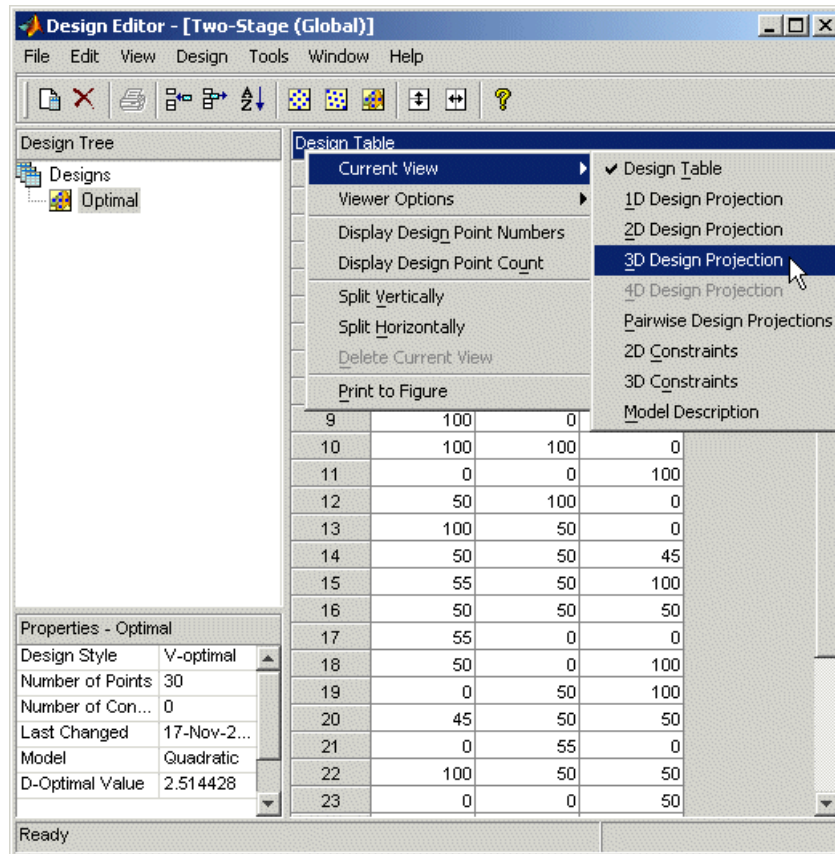 Design Editor - [Two-Stage (Global)]
File Edit View Design Tools Window Help
Design Tree
Designs
Optimal
Design Table
Current View
Viewer Options
Display Design Point Numbers
Display Design Point Count
Split Vertically
Split Horizontally
Delete Current View
Print to Figure
Design Table
1D Design Projection
2D Design Projection
3D Design Projection
4D Design Projection
Pairwise Design Projections
2D Constraints
3D Constraints
Model Description
9 100 0
10 100 100 0
11 0 0 100
12 50 100 0
13 100 50 0
14 50 50 45
15 55 50 100
16 50 50 50
17 55 0 0
18 50 0 100
19 0 50 100
20 45 50 50
21 0 55 0
22 100 50 50
23 0 0 50
Properties - Optimal
Design Style V-optimal
Number of Points 30
Number of Con... 0
Last Changed 17-Nov-2...
Model Quadratic
D-Optimal Value 2.514428
Ready